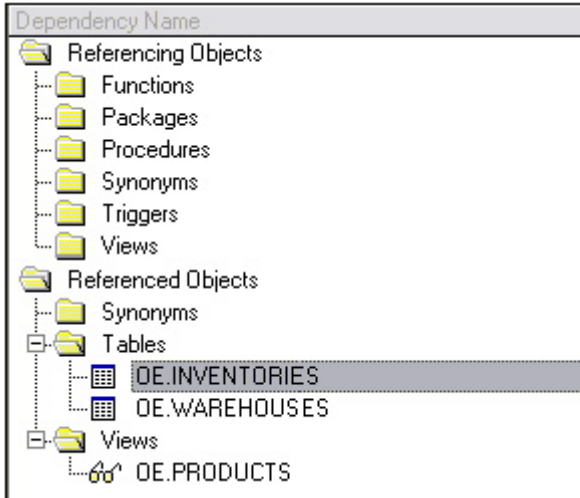 Dependency Name
Referencing Objects
Functions
Packages
Procedures
Synonyms
Triggers
Views
Referenced Objects
Synonyms
Tables
OE.INVENTORIES
OE.WAREHOUSES
Views
OE.PRODUCTS